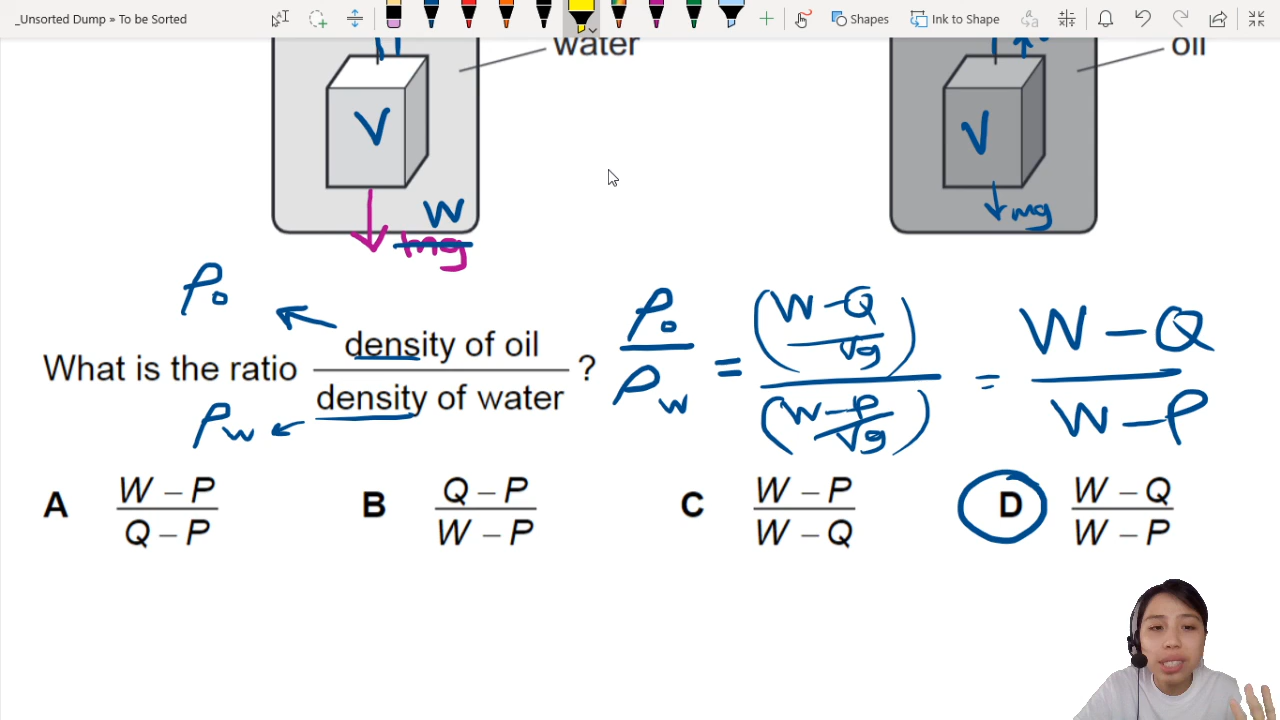 _Unsorted Dump » To be Sorted
Shapes
Ink to Shape
water
oil
V
V
W
mg
mg
ρo
What is the ratio density of oil / density of water ?
ρw
ρo / ρw = (W - Q / Vg) / (W - P / Vg) = W - Q / W - P
A W – P / Q – P
B Q – P / W – P
C W – P / W – Q
D W – Q / W – P